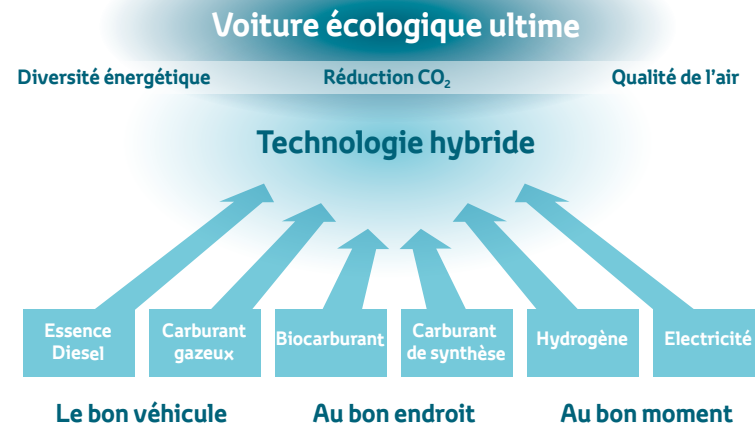 Voiture écologique ultime
Diversité énergétique
Réduction CO₂
Qualité de l'air
Technologie hybride
Essence
Diesel
Carburant
gazeux
Biocarburant
Carburant
de synthèse
Hydrogène
Electricité
Le bon véhicule
Au bon endroit
Au bon moment